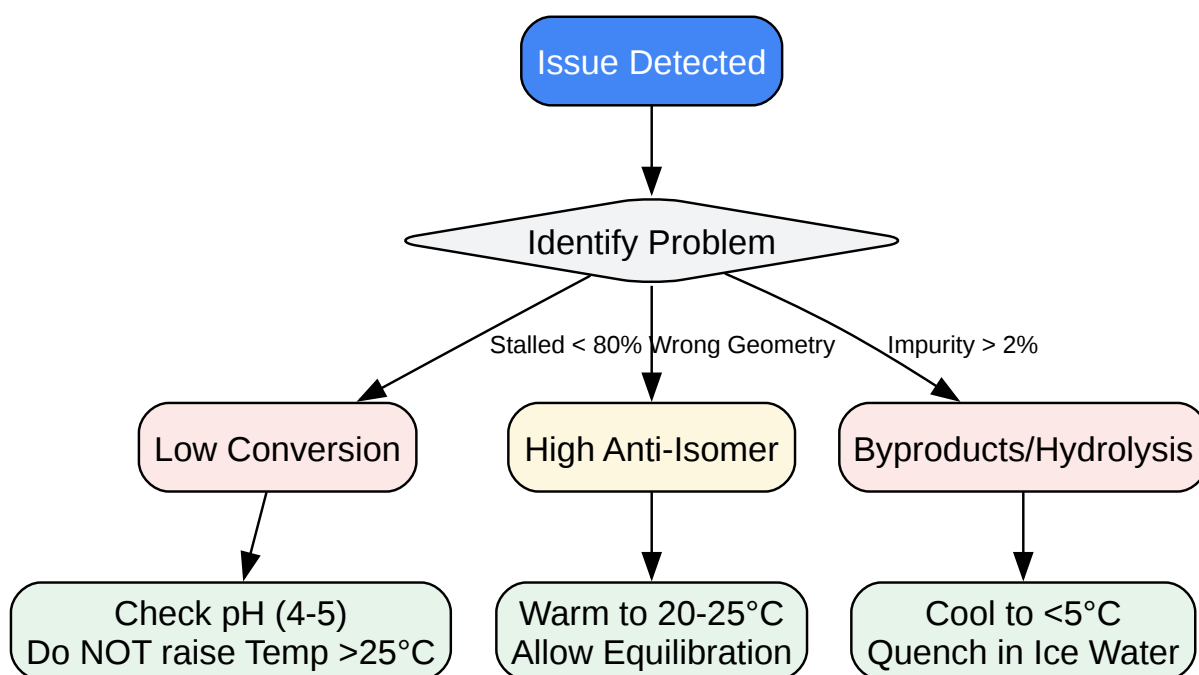 Issue Detected
Identify Problem
Stalled < 80%
Wrong Geometry
Impurity > 2%
Low Conversion
High Anti-Isomer
Byproducts/Hydrolysis
Check pH (4-5)
Do NOT raise Temp >25°C
Warm to 20-25°C
Allow Equilibration
Cool to <5°C
Quench in Ice Water